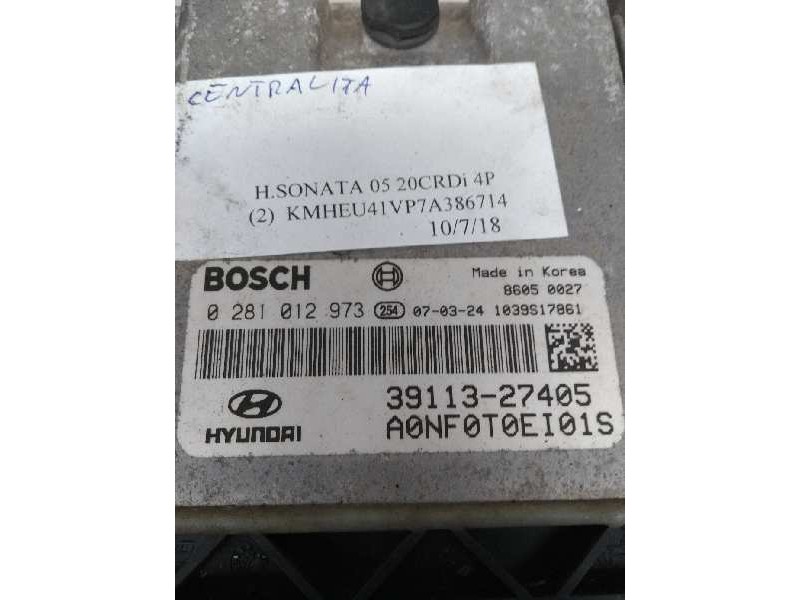 CENTRALITA
H.SONATA 05 20CRDi 4P
(2) KMHEU41VP7A386714
10/7/18
BOSCH
Made in Korea
8605 0027
0 281 012 973 254 07-03-24 1039S17861
39113-27405
HYUNDAI
A0NF0T0EI01S